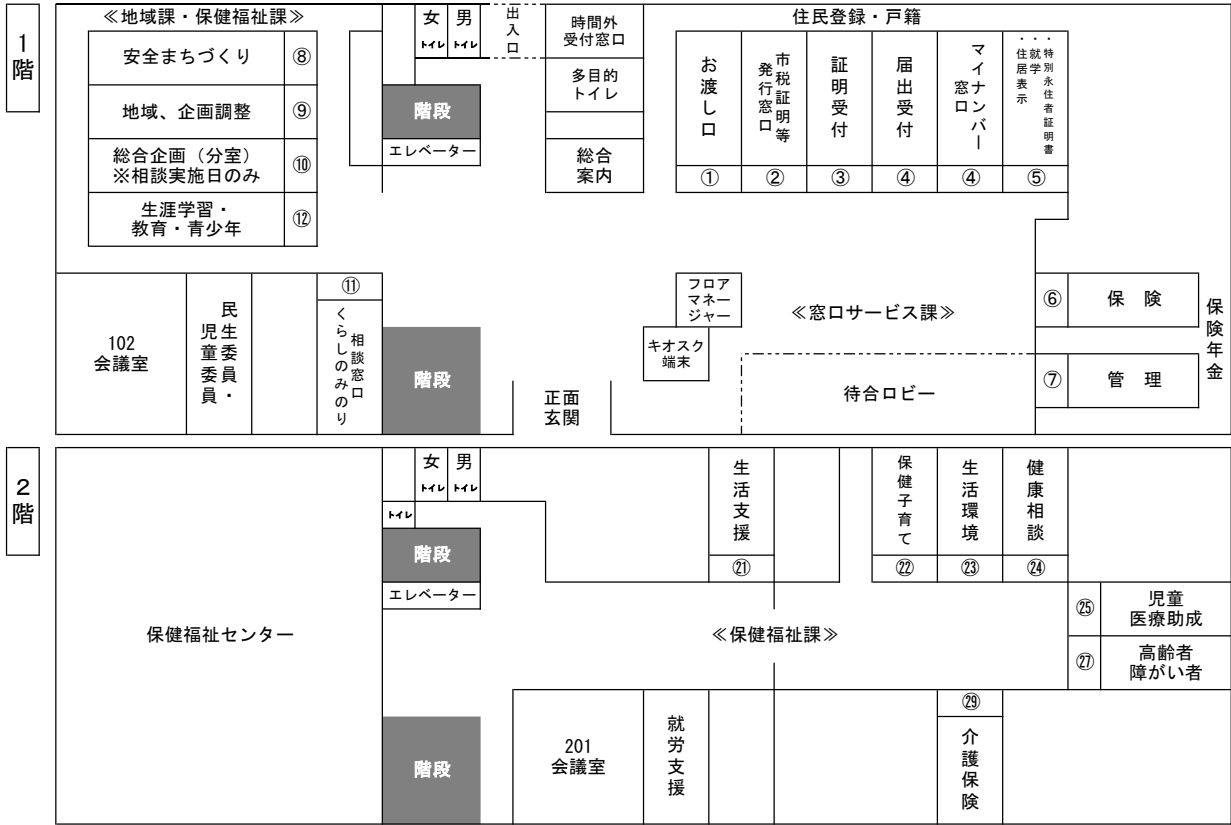 1
階
≪地域課・保健福祉課≫
安全まちづくり
⑧
地域、企画調整
⑨
総合企画（分室）
※相談実施日のみ
⑩
生涯学習・
教育・青少年
⑫
女
トイレ
男
トイレ
出入口
階段
エレベーター
時間外
受付窓口
多目的
トイレ
総合
案内
住民登録・戸籍
お渡し口
①
市税証明等
発行窓口
②
証明受付
③
届出受付
④
マイナンバー
窓口
④
・特別永住者証明書
・就学
・住居表示
⑤
102
会議室
民生委員・
児童委員
⑪
相談窓口
くらしのみのり
階段
正面
玄関
フロア
マネー
ジャー
キオスク
端末
≪窓口サービス課≫
待合ロビー
⑥
保　険
⑦
管　理
保険年金
2
階
保健福祉センター
女
トイレ
男
トイレ
トイレ
階段
エレベーター
階段
生活支援
㉑
保健子育て
㉒
生活環境
㉓
健康相談
㉔
㉕
児童
医療助成
≪保健福祉課≫
㉗
高齢者
障がい者
201
会議室
就労支援
㉙
介護保険